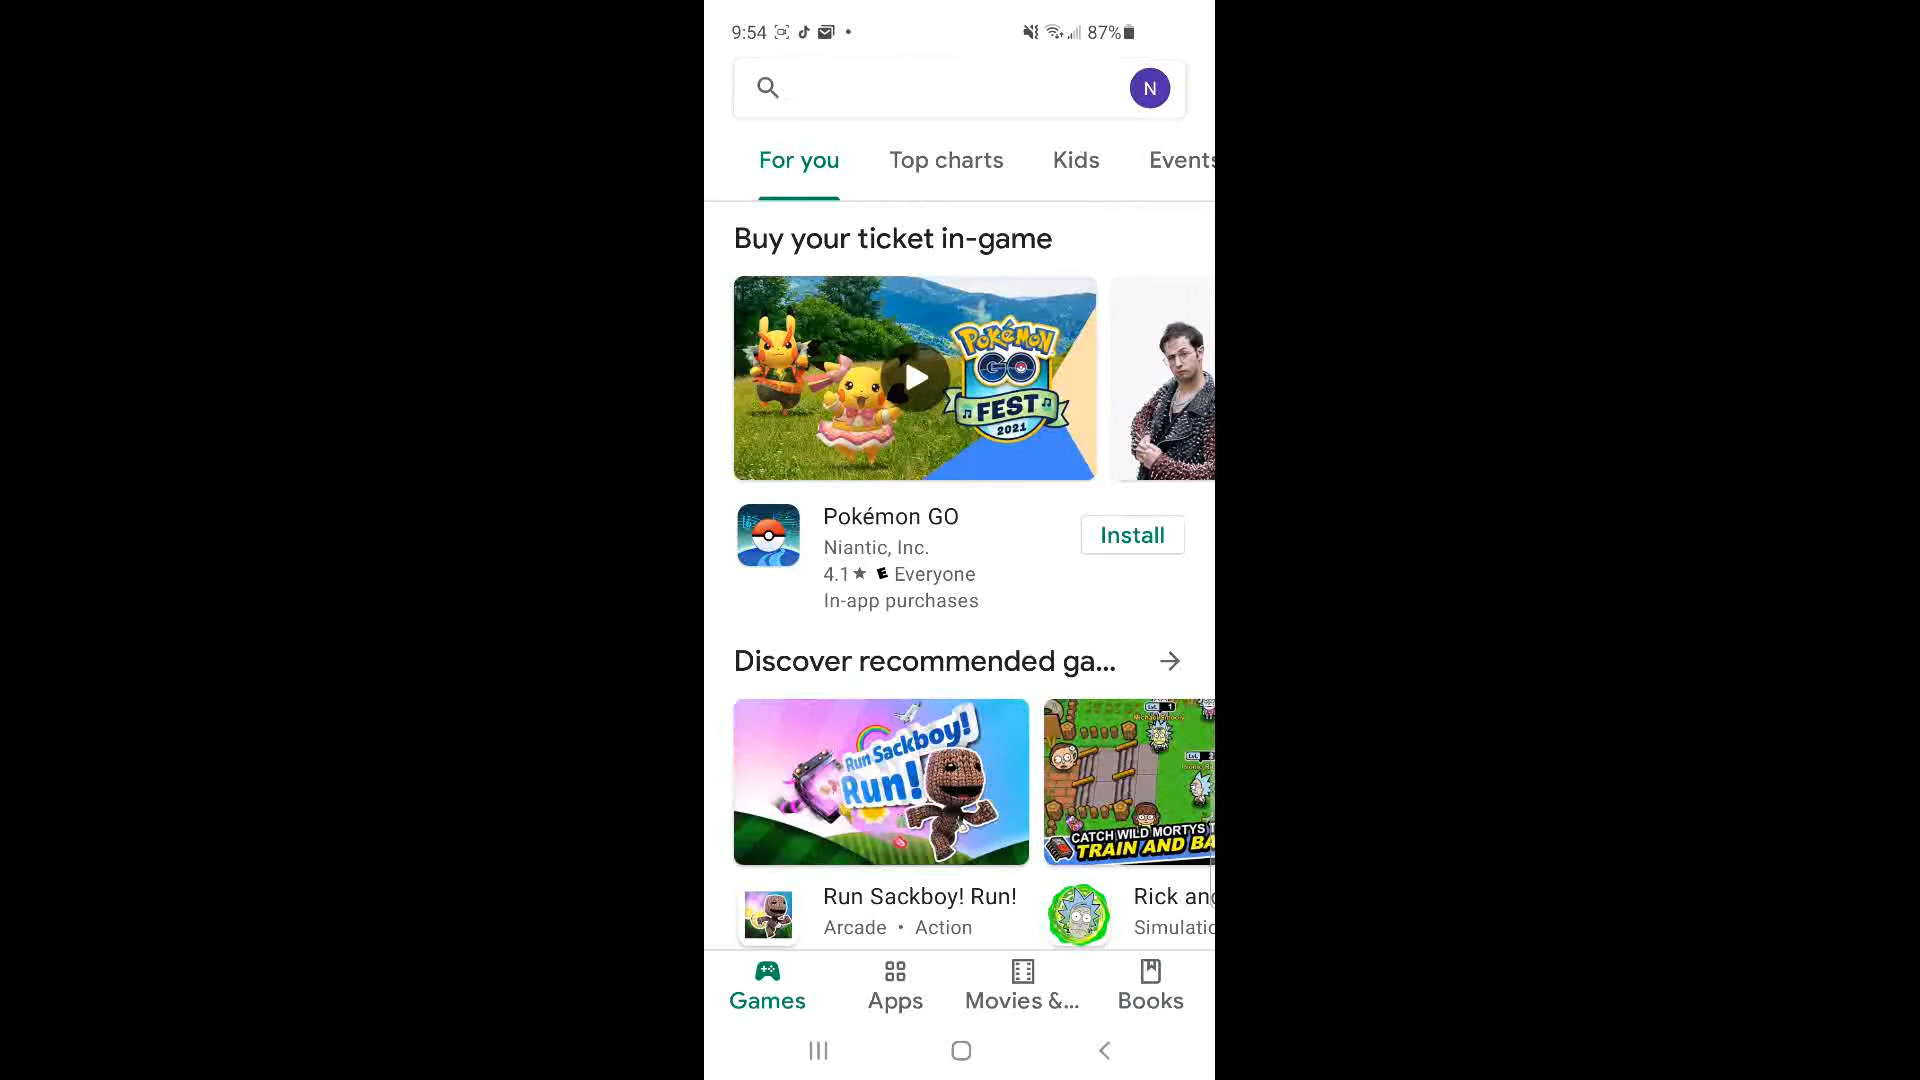 9:54 87%
N
For you Top charts Kids Events
Buy your ticket in-game
POKÉMON
GO
FEST
2021
Pokémon GO
Niantic, Inc.
Install
4.1★ E Everyone
In-app purchases
Discover recommended ga...
Run Sackboy!
Run!
CATCH WILD MORTYS T
TRAIN AND BA
Run Sackboy! Run! Rick an
Arcade • Action Simulatio
Games Apps Movies &... Books